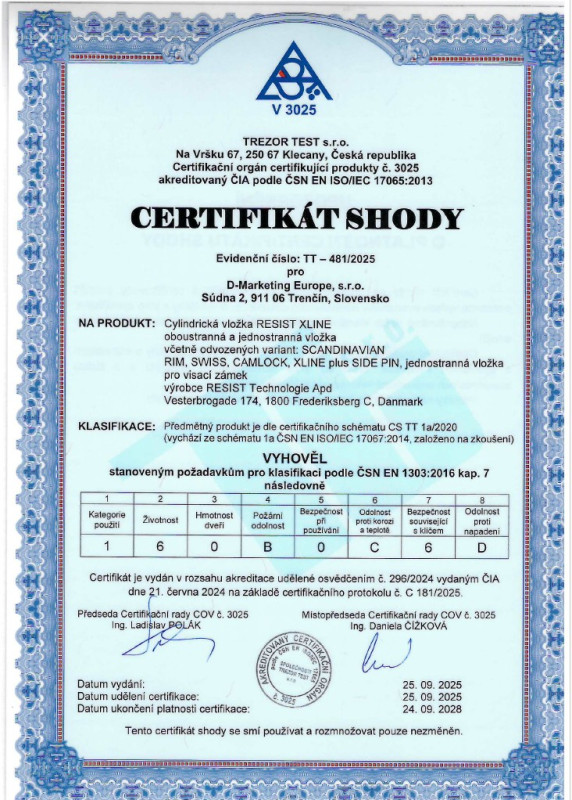 V 3025
TREZOR TEST s.r.o.
Na Vršku 67, 250 67 Klecany, Česká republika
Certifikační orgán certifikující produkty č. 3025
akreditovaný ČIA podle ČSN EN ISO/IEC 17065:2013
CERTIFIKÁT SHODY
Evidenční číslo: TT – 481/2025
pro
D-Marketing Europe, s.r.o.
Súdna 2, 911 06 Trenčín, Slovensko
NA PRODUKT: Cylindrická vložka RESIST XLINE
oboustranná a jednostranná vložka
včetně odvozených variant: SCANDINAVIAN
RIM, SWISS, CAMLOCK, XLINE plus SIDE PIN, jednostranná vložka
pro visací zámek
výrobce RESIST Technologie Apd
Vesterbrogade 174, 1800 Frederiksberg C, Danmark
KLASIFIKACE: Předmětný produkt je dle certifikačního schématu CS TT 1a/2020
(vychází ze schématu 1a ČSN EN ISO/IEC 17067:2014, založeno na zkoušení)
VYHOVĚL
stanoveným požadavkům pro klasifikaci podle ČSN EN 1303:2016 kap. 7
následovně
1 2 3 4 5 6 7 8
Kategorie použití Životnost Hmotnost dveří Požární odolnost Bezpečnost při používání Odolnost proti korozi a teplotě Bezpečnost související s klíčem Odolnost proti napadení
1 6 0 B 0 C 6 D
Certifikát je vydán v rozsahu akreditace udělené osvědčením č. 296/2024 vydaným ČIA
dne 21. června 2024 na základě certifikačního protokolu č. C 181/2025.
Předseda Certifikační rady COV č. 3025 Místopředseda Certifikační rady COV č. 3025
Ing. Ladislav POLÁK Ing. Daniela ČÍŽKOVÁ
AKREDITOVANÝ CERTIFIKAČNÍ ORGÁN
podle ČSN EN ISO/IEC 17065
SPOLEČNOSTI
TREZOR TEST
s.r.o.
č. 3025
Datum vydání: 25. 09. 2025
Datum udělení certifikace: 25. 09. 2025
Datum ukončení platnosti certifikace: 24. 09. 2028
Tento certifikát shody se smí používat a rozmnožovat pouze nezměněn.